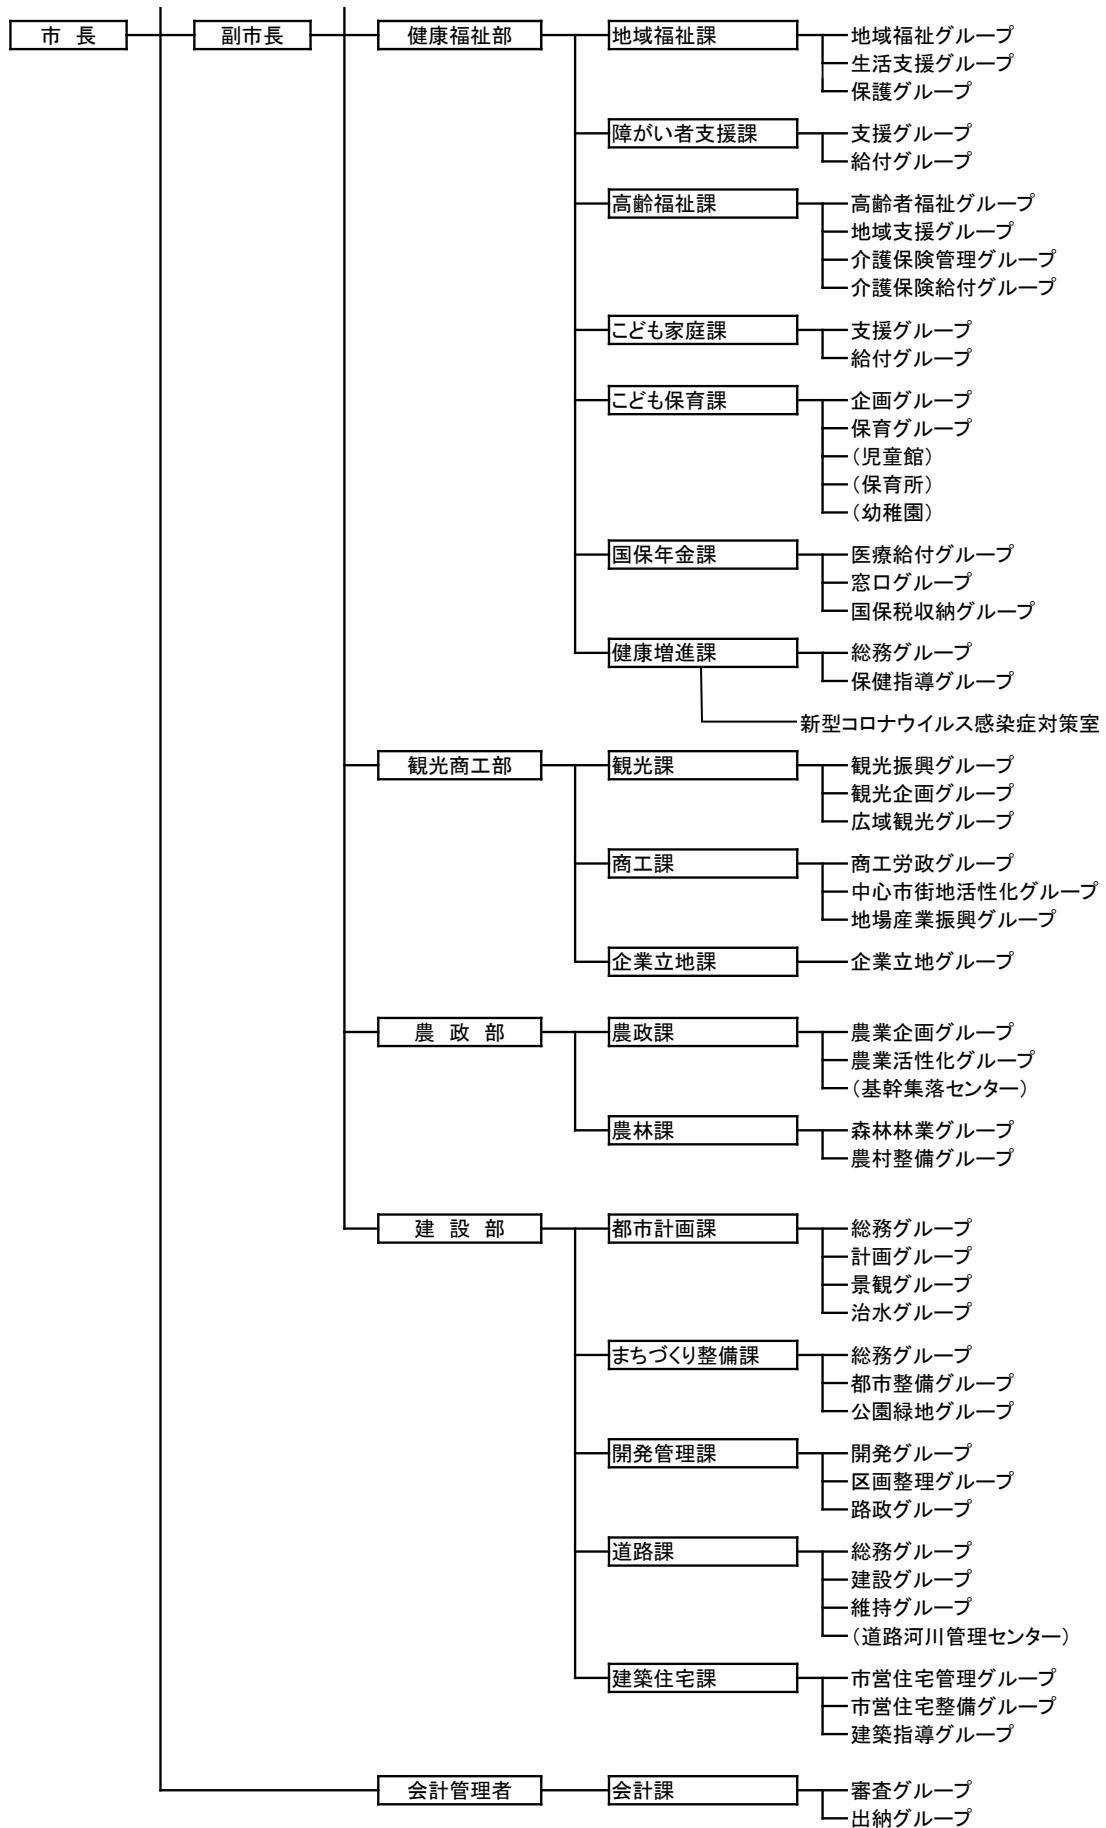 市 長 副市長 健康福祉部 地域福祉課 地域福祉グループ
生活支援グループ
保護グループ
障がい者支援課 支援グループ
給付グループ
高齢福祉課 高齢者福祉グループ
地域支援グループ
介護保険管理グループ
介護保険給付グループ
こども家庭課 支援グループ
給付グループ
こども保育課 企画グループ
保育グループ
（児童館）
（保育所）
（幼稚園）
国保年金課 医療給付グループ
窓口グループ
国保税収納グループ
健康増進課 総務グループ
保健指導グループ
新型コロナウイルス感染症対策室
観光商工部 観光課 観光振興グループ
観光企画グループ
広域観光グループ
商工課 商工労政グループ
中心市街地活性化グループ
地場産業振興グループ
企業立地課 企業立地グループ
農 政 部 農政課 農業企画グループ
農業活性化グループ
（基幹集落センター）
農林課 森林林業グループ
農村整備グループ
建 設 部 都市計画課 総務グループ
計画グループ
景観グループ
治水グループ
まちづくり整備課 総務グループ
都市整備グループ
公園緑地グループ
開発管理課 開発グループ
区画整理グループ
路政グループ
道路課 総務グループ
建設グループ
維持グループ
（道路河川管理センター）
建築住宅課 市営住宅管理グループ
市営住宅整備グループ
建築指導グループ
会計管理者 会計課 審査グループ
出納グループ